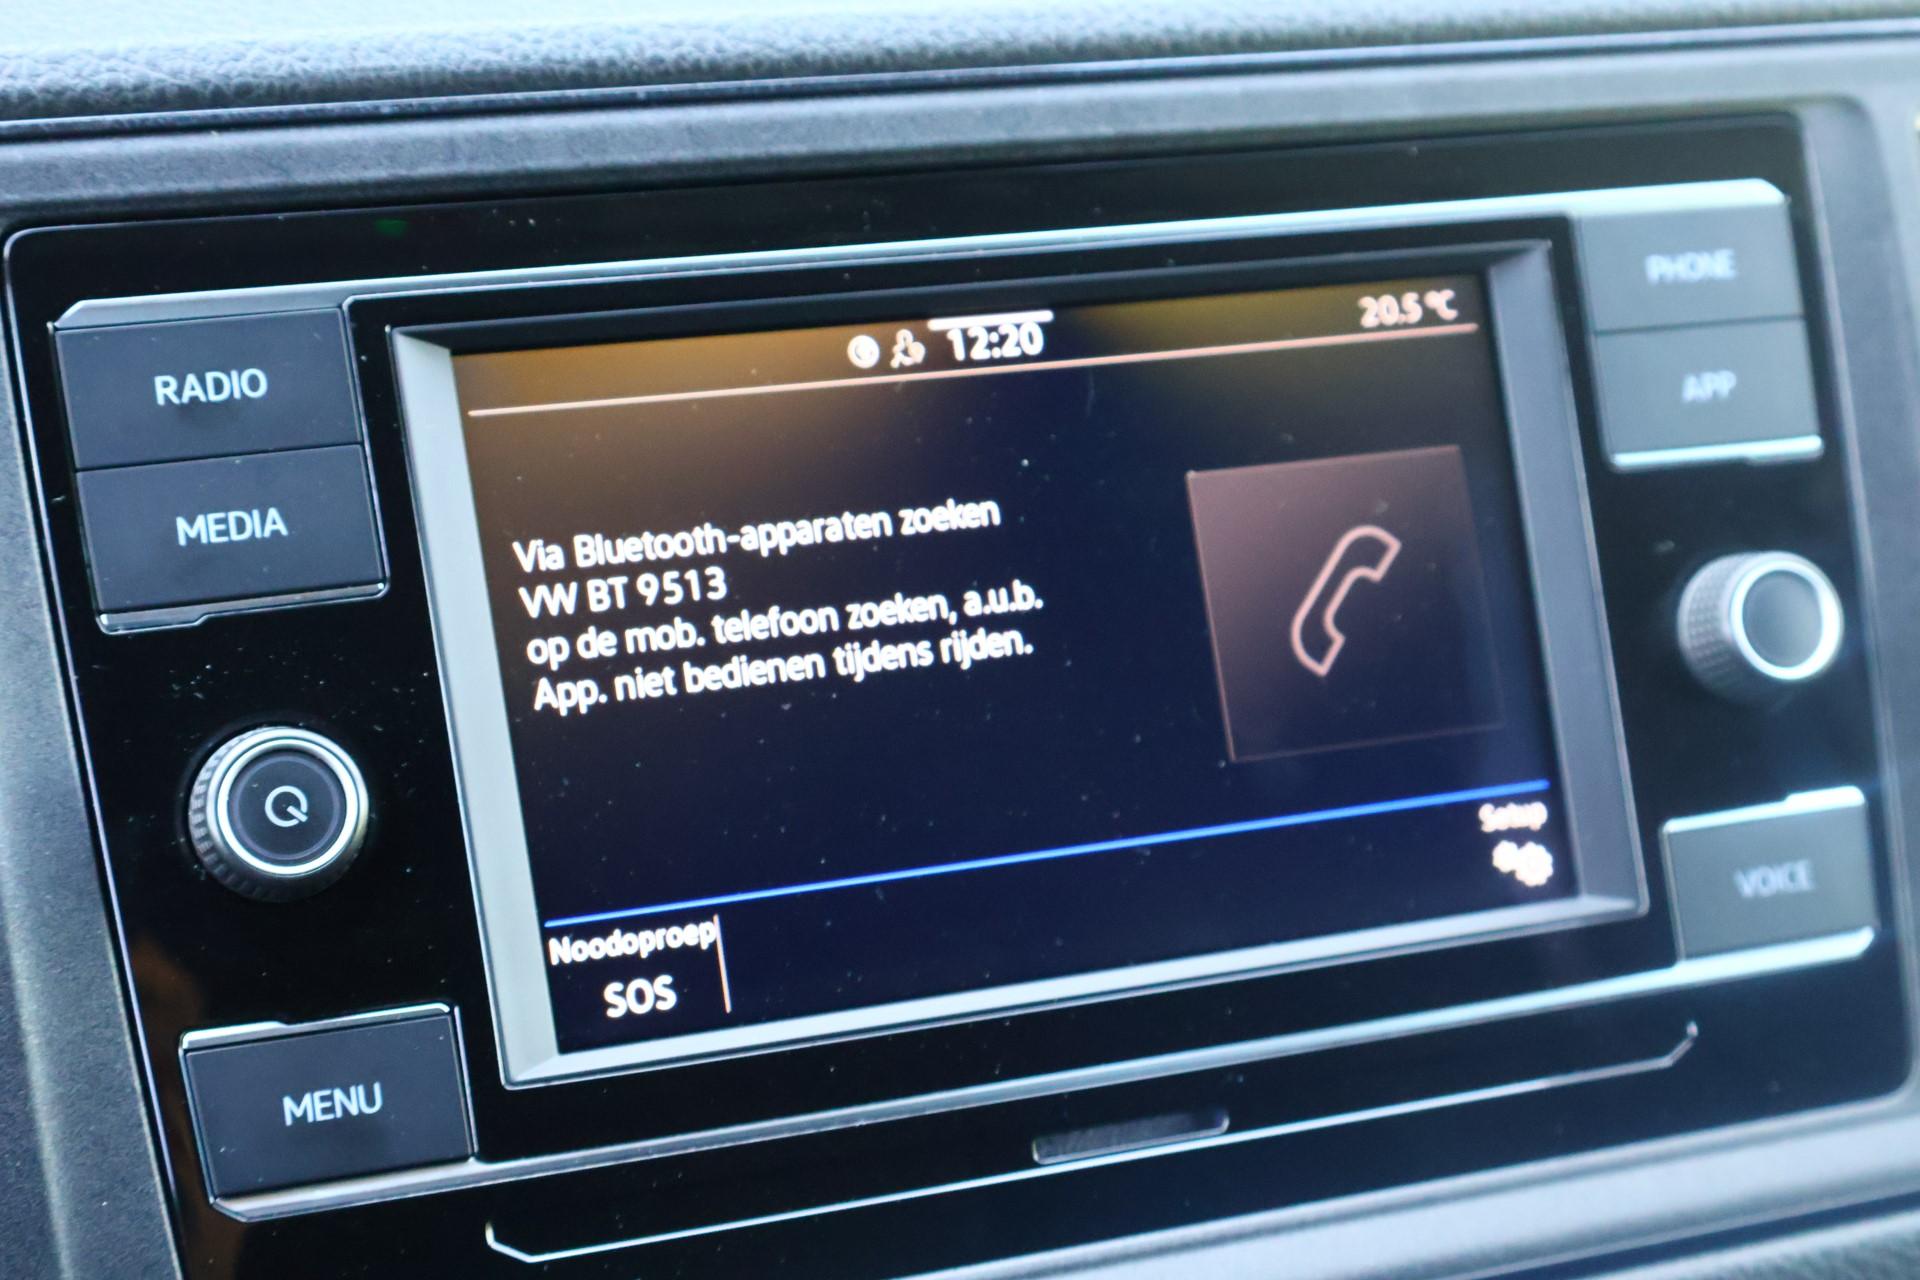 PHONE
20.5 °C
12:20
RADIO
APP
MEDIA
Via Bluetooth-apparaten zoeken
VW BT 9513
op de mob. telefoon zoeken, a.u.b.
App. niet bedienen tijdens rijden.
Setup
VOICE
Noodoproep
SOS
MENU